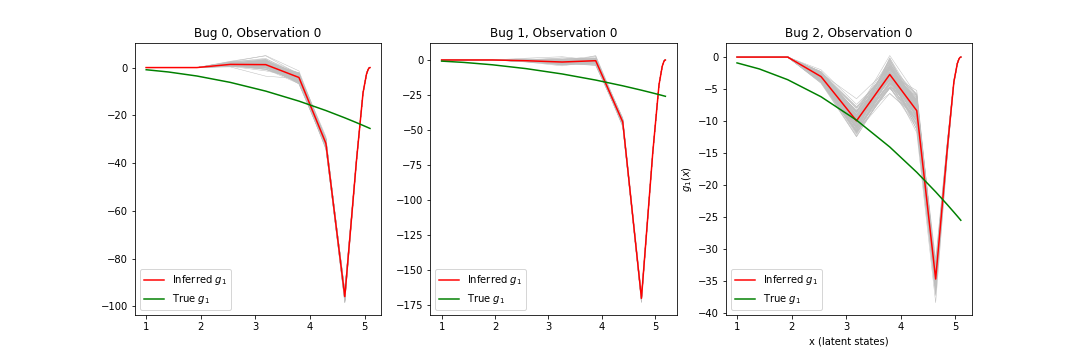 Bug 0, Observation 0
0
−20
−40
−60
−80
−100
1 2 3 4 5
Inferred g₁
True g₁
Bug 1, Observation 0
0
−25
−50
−75
−100
−125
−150
−175
1 2 3 4 5
Inferred g₁
True g₁
Bug 2, Observation 0
g₁(x)
0
−5
−10
−15
−20
−25
−30
−35
−40
1 2 3 4 5
x (latent states)
Inferred g₁
True g₁